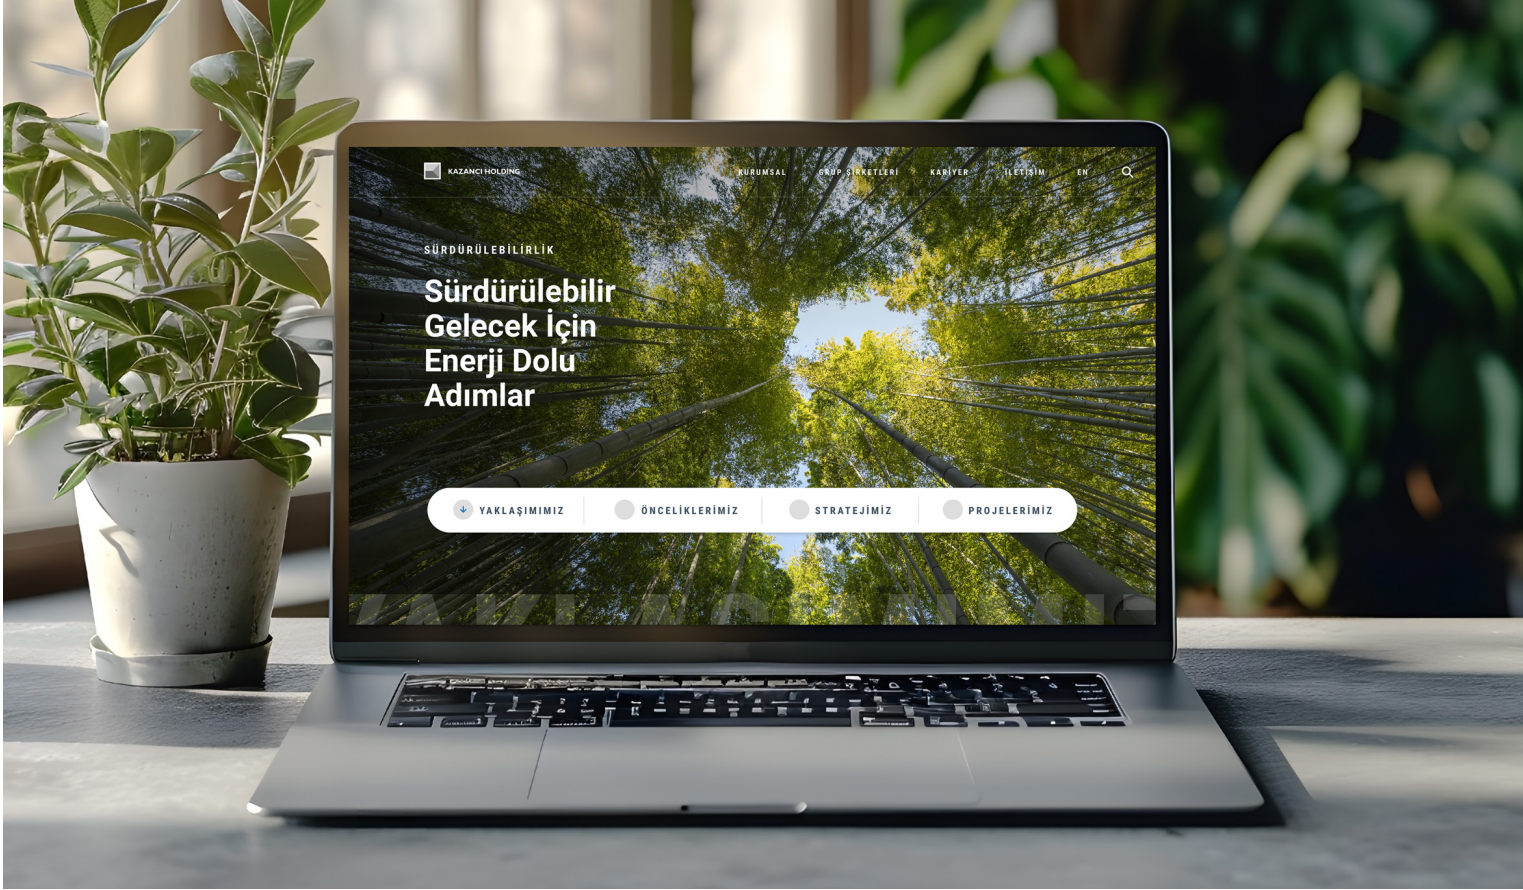 KAZANCI HOLDING
KURUMSAL GRUP ŞİRKETLERİ KARİYER İLETİŞİM EN
SÜRDÜRÜLEBİLİRLİK
Sürdürülebilir
Gelecek İçin
Enerji Dolu
Adımlar
YAKLAŞIMIMIZ ÖNCELİKLERİMİZ STRATEJİMİZ PROJELERİMİZ